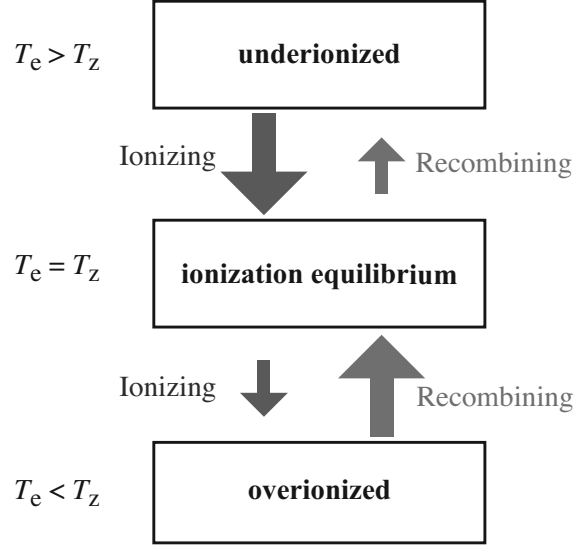 T_e > T_z
underionized
Ionizing
Recombining
T_e = T_z
ionization equilibrium
Ionizing
Recombining
T_e < T_z
overionized